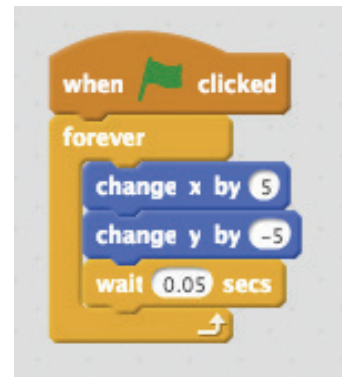 when clicked
forever
change x by 5
change y by -5
wait 0.05 secs